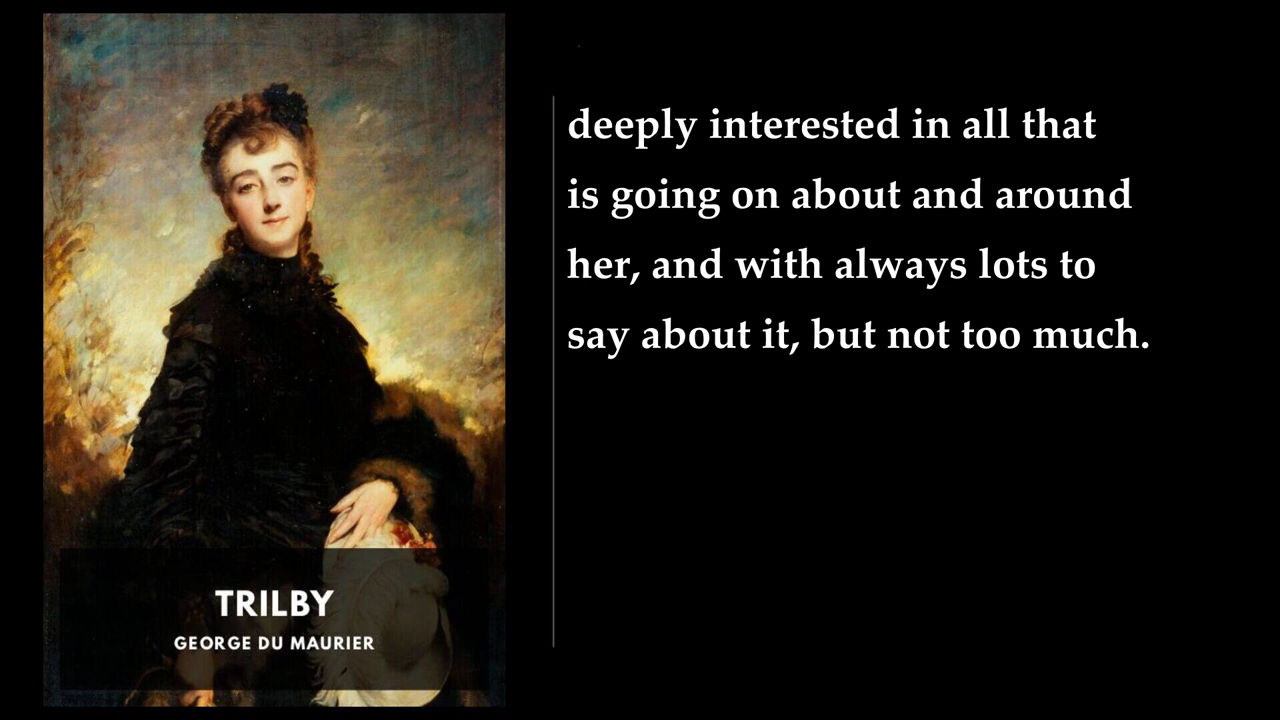 deeply interested in all that
is going on about and around
her, and with always lots to
say about it, but not too much.
TRILBY
GEORGE DU MAURIER